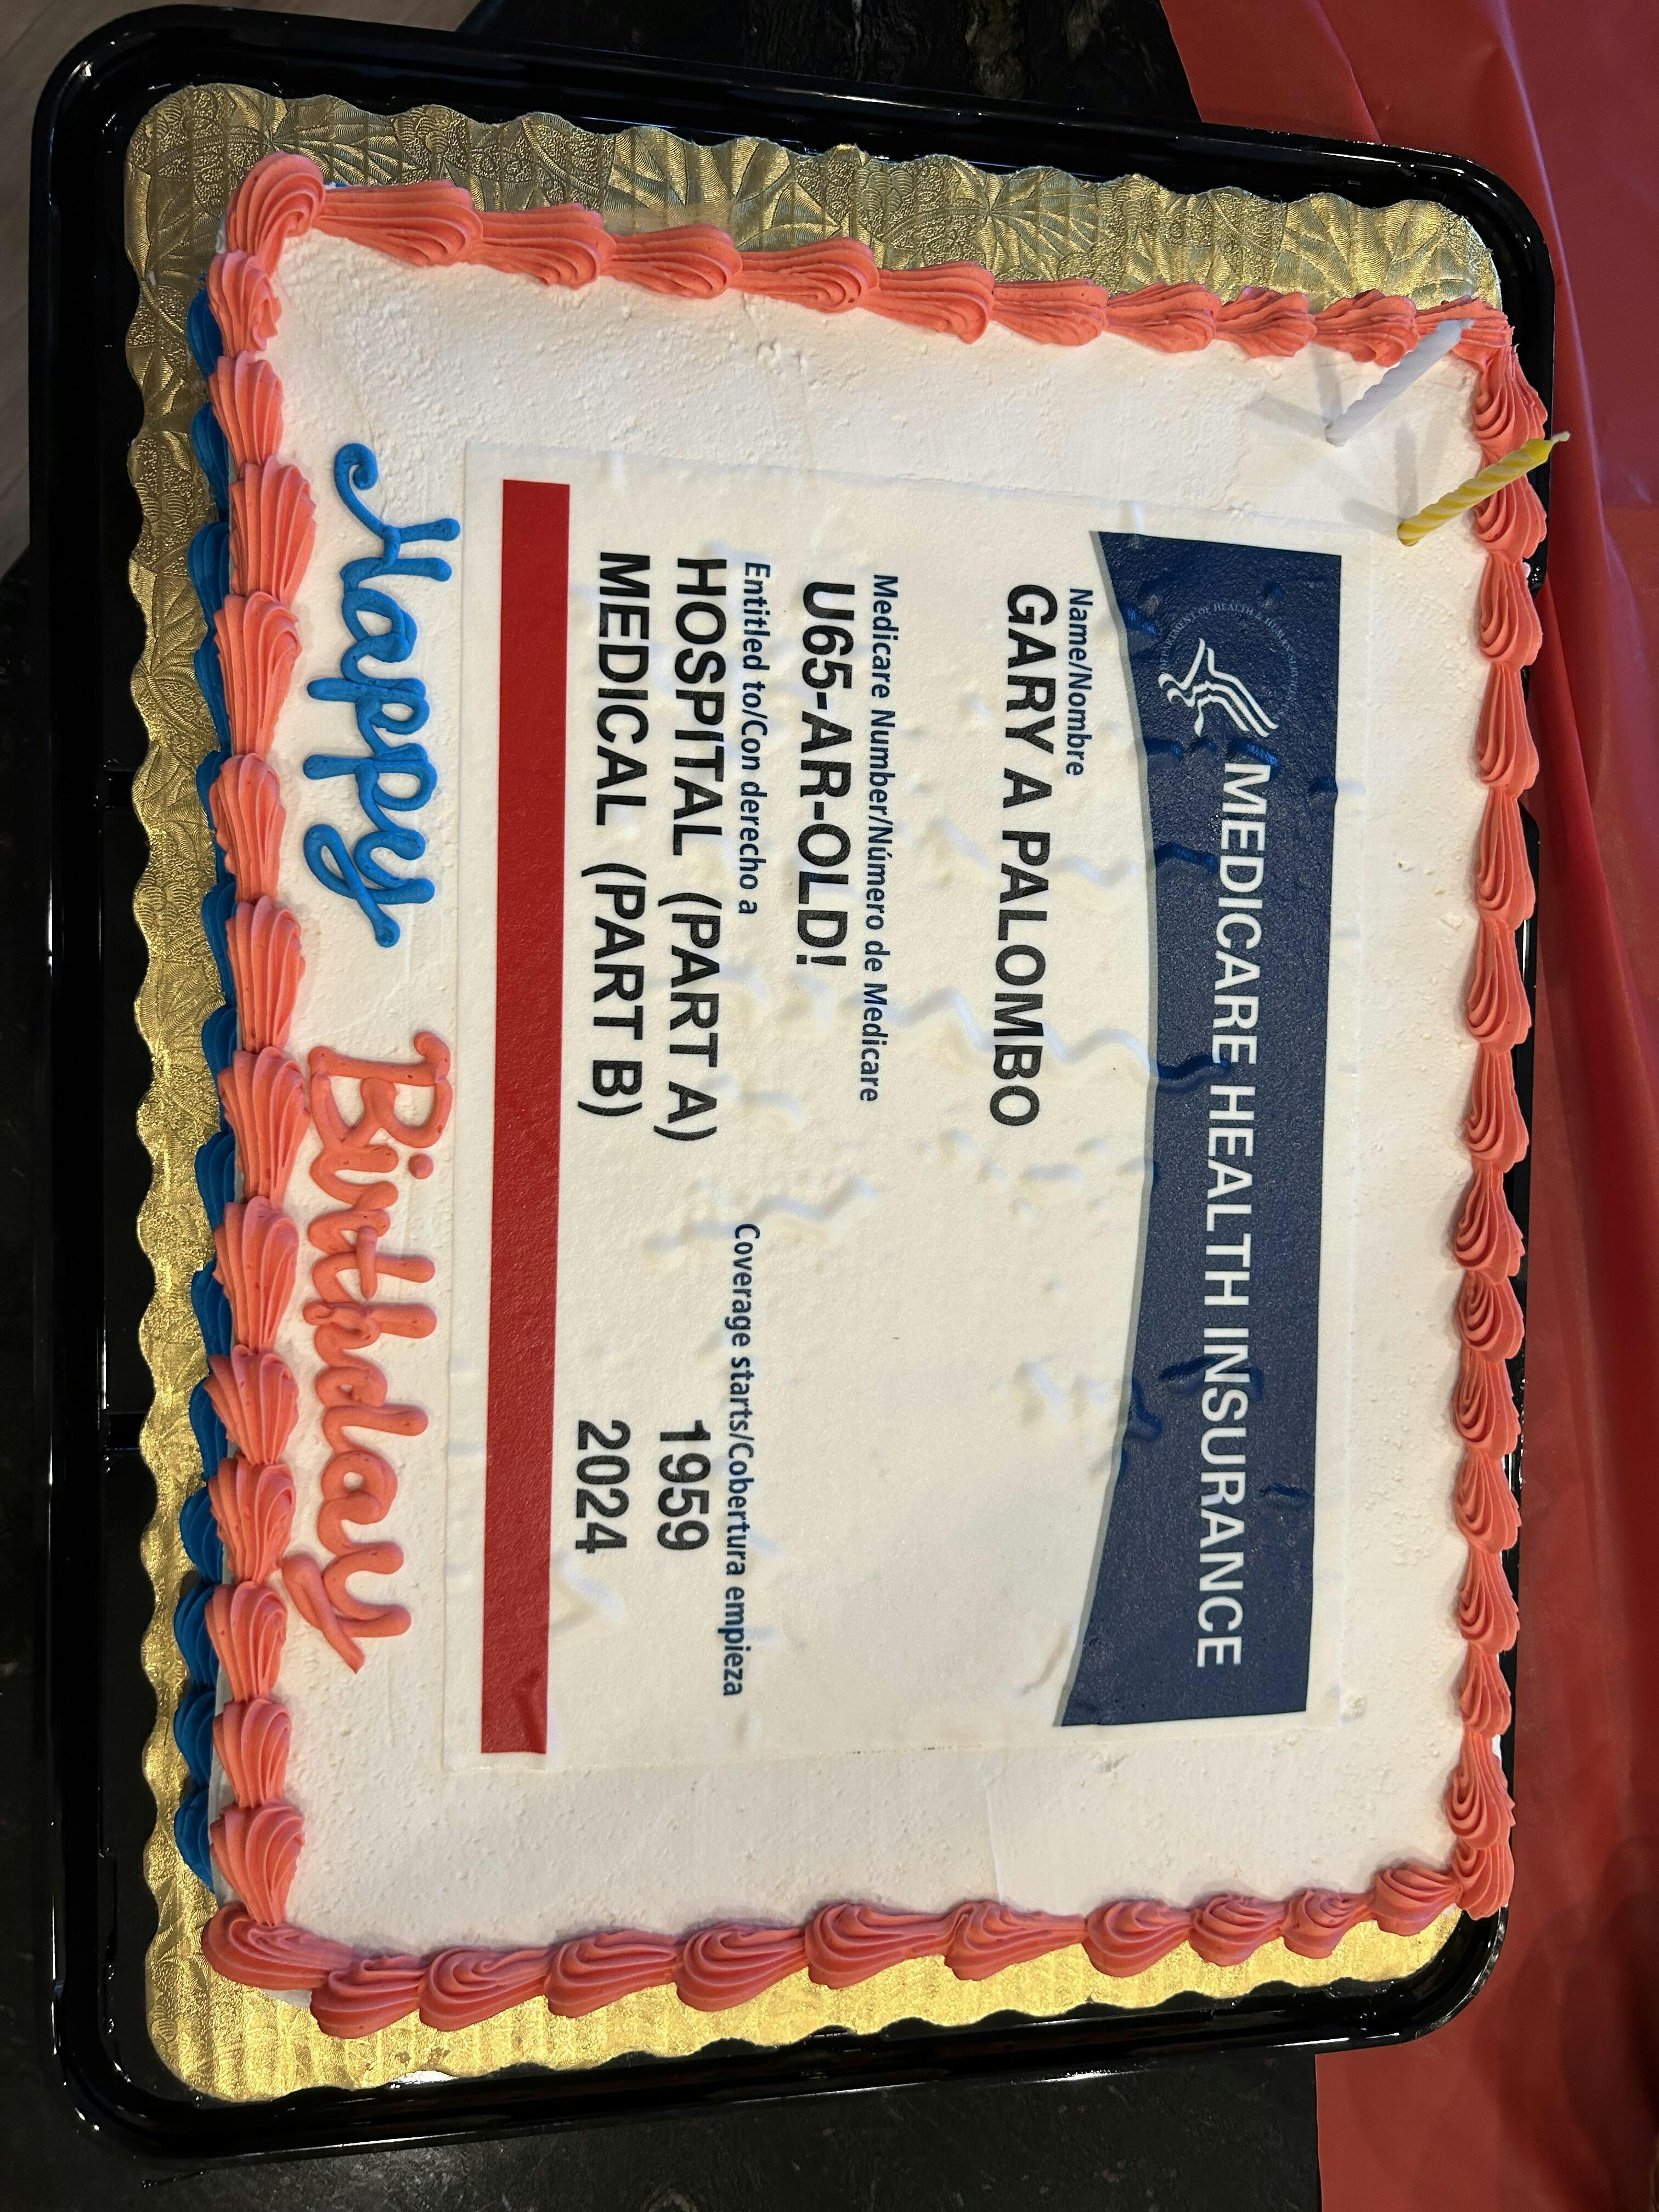 MEDICARE HEALTH INSURANCE
Name/Nombre
GARY A PALOMBO
Medicare Number/Número de Medicare
U65-AR-OLD!
Entitled to/Con derecho a
Coverage starts/Cobertura empieza
HOSPITAL (PART A) 1959
MEDICAL (PART B) 2024
Happy Birthday